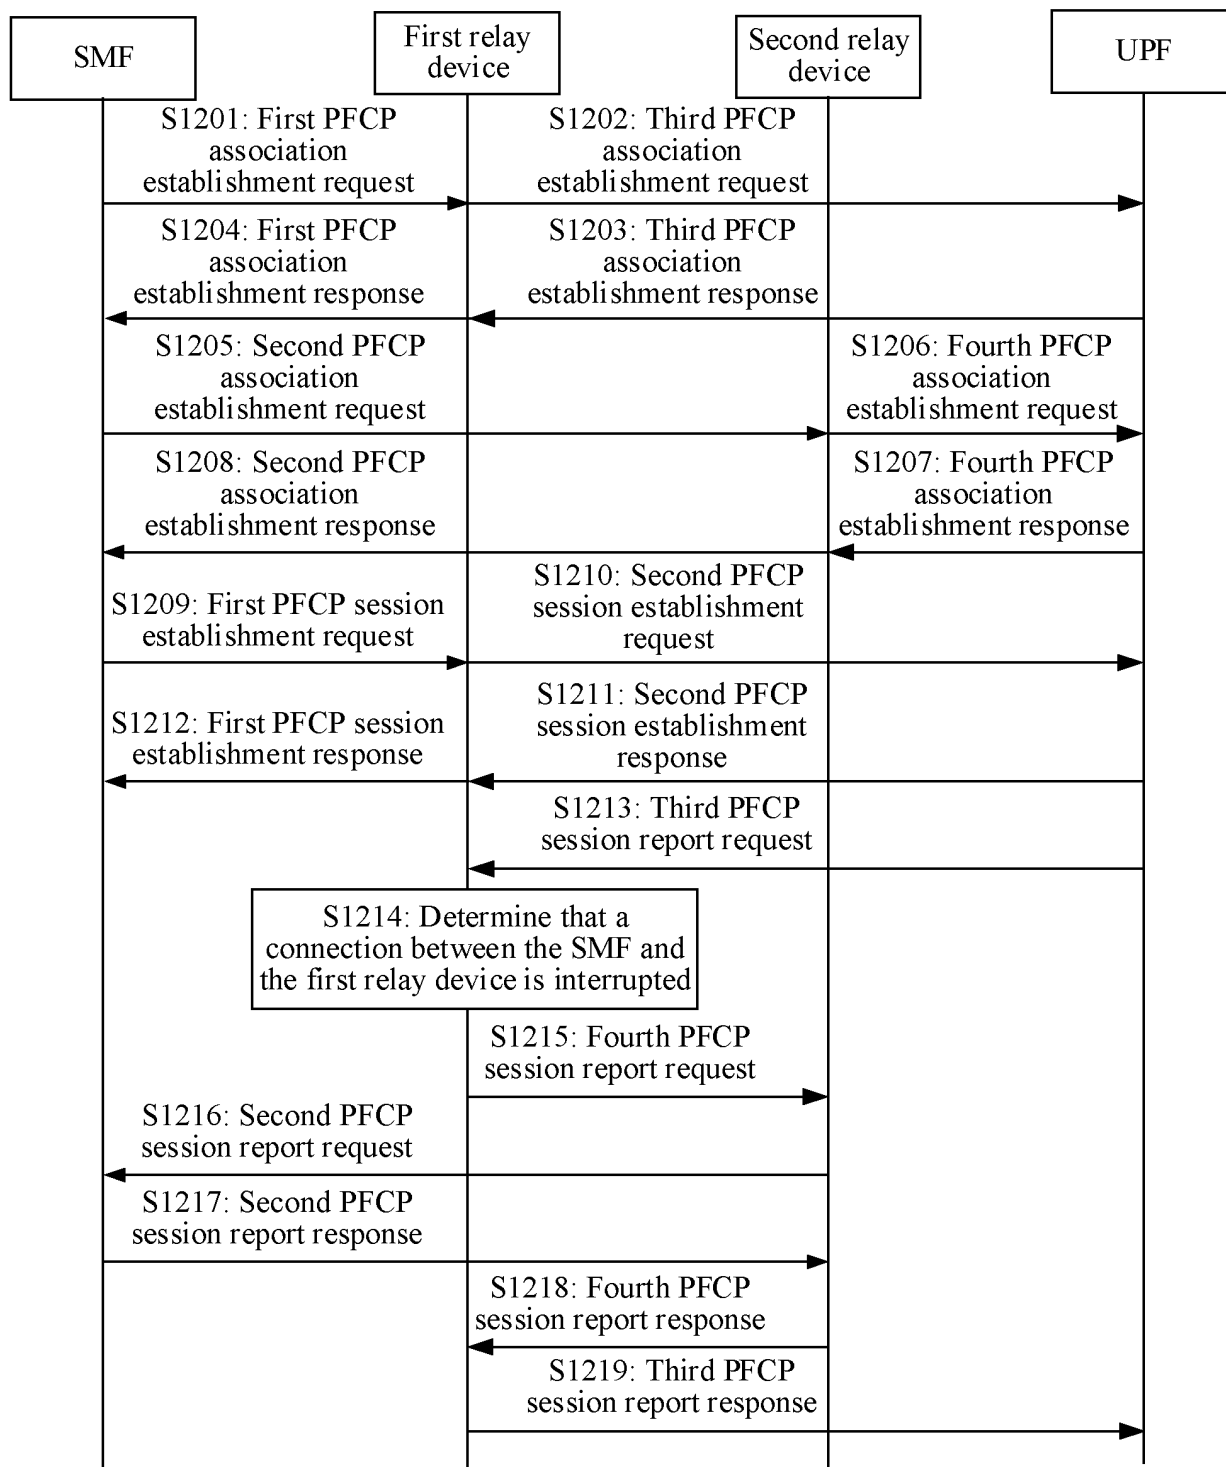 SMF
First relay
device
Second relay
device
UPF
S1201: First PFCP
association
establishment request
S1202: Third PFCP
association
establishment request
S1204: First PFCP
association
establishment response
S1203: Third PFCP
association
establishment response
S1205: Second PFCP
association
establishment request
S1206: Fourth PFCP
association
establishment request
S1208: Second PFCP
association
establishment response
S1207: Fourth PFCP
association
establishment response
S1209: First PFCP session
establishment request
S1210: Second PFCP
session establishment
request
S1212: First PFCP session
establishment response
S1211: Second PFCP
session establishment
response
S1213: Third PFCP
session report request
S1214: Determine that a
connection between the SMF and
the first relay device is interrupted
S1215: Fourth PFCP
session report request
S1216: Second PFCP
session report request
S1217: Second PFCP
session report response
S1218: Fourth PFCP
session report response
S1219: Third PFCP
session report response